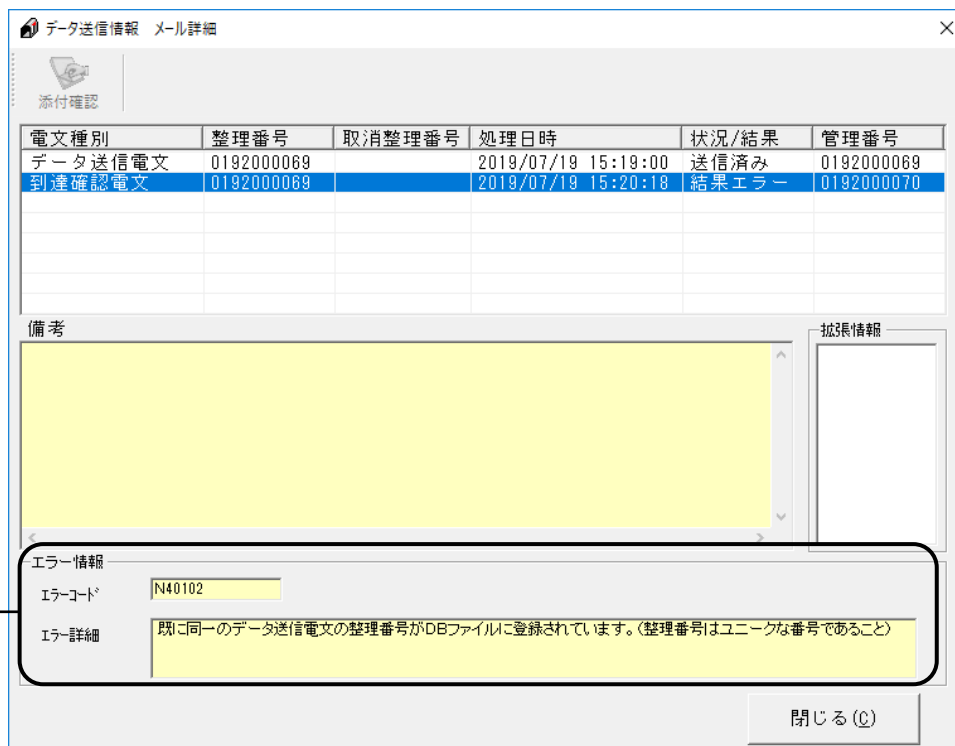 データ送信情報 メール詳細
添付確認
電文種別 整理番号 取消整理番号 処理日時 状況/結果 管理番号
データ送信電文 0192000069 2019/07/19 15:19:00 送信済み 0192000069
到達確認電文 0192000069 2019/07/19 15:20:18 結果エラー 0192000070
備考 拡張情報
エラー情報
エラーコード N40102
エラー詳細 既に同一のデータ送信電文の整理番号がDBファイルに登録されています。(整理番号はユニークな番号であること)
閉じる(C)